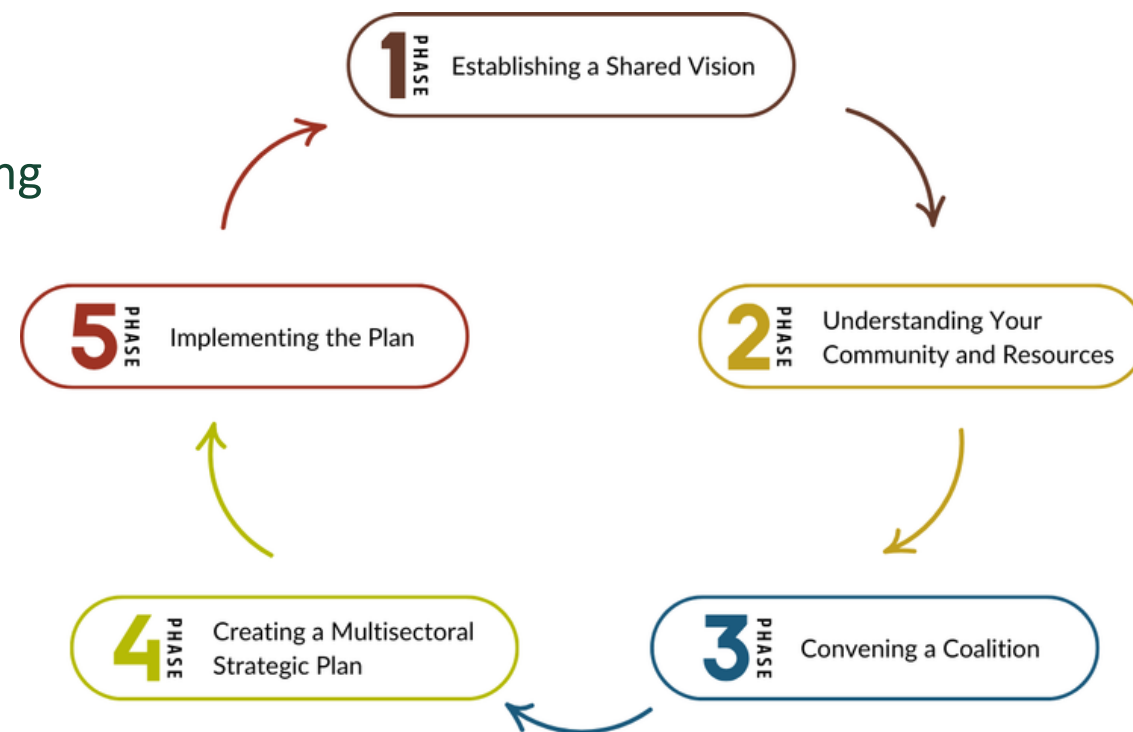 1 PHASE Establishing a Shared Vision
ng
2 PHASE Understanding Your
Community and Resources
3 PHASE Convening a Coalition
4 PHASE Creating a Multisectoral
Strategic Plan
5 PHASE Implementing the Plan